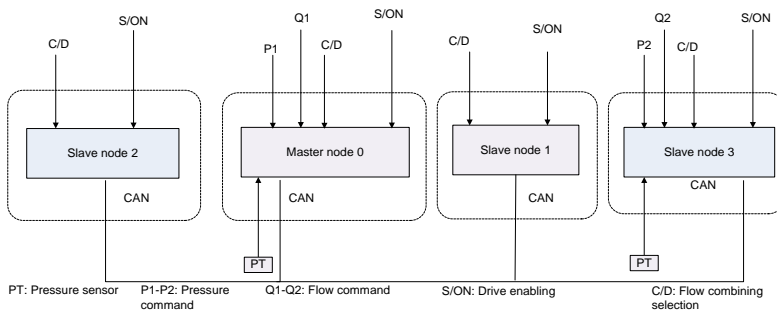 Q1
S/ON
Q2
S/ON
S/ON
S/ON
C/D
P1
C/D
C/D
P2
C/D
Slave node 2
Master node 0
Slave node 1
Slave node 3
CAN
CAN
CAN
CAN
PT
PT
PT: Pressure sensor
P1-P2: Pressure
command
Q1-Q2: Flow command
S/ON: Drive enabling
C/D: Flow combining
selection